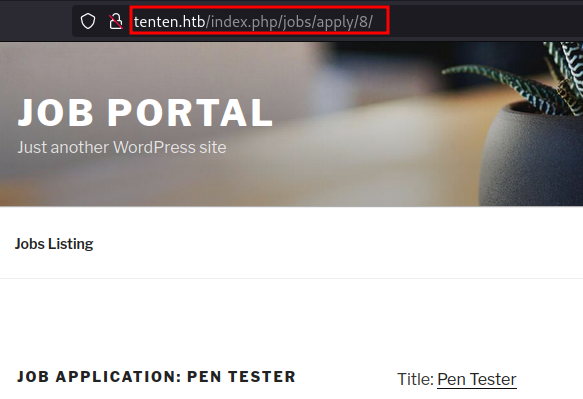 tenten.htb/index.php/jobs/apply/8/
JOB PORTAL
Just another WordPress site
Jobs Listing
JOB APPLICATION: PEN TESTER
Title: Pen Tester